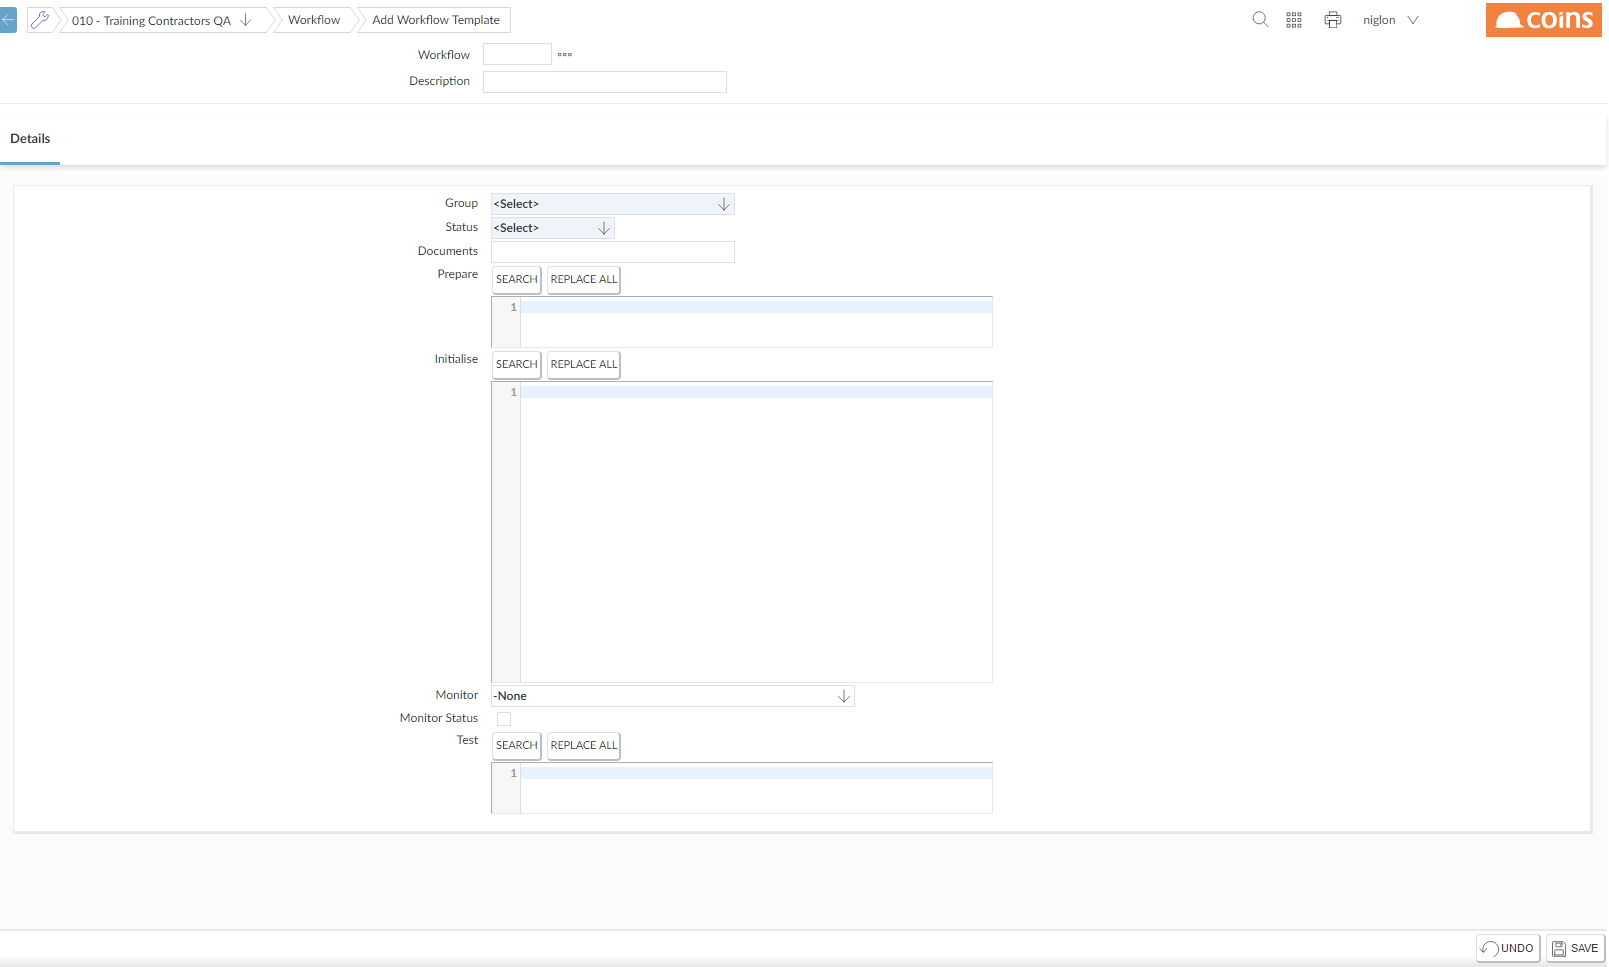 010 - Training Contractors QA
Workflow
Add Workflow Template
niglon
coins
Workflow
Description
Details
Group
<Select>
Status
<Select>
Documents
Prepare
SEARCH
REPLACE ALL
1
Initialise
SEARCH
REPLACE ALL
1
Monitor
-None
Monitor Status
Test
SEARCH
REPLACE ALL
1
UNDO
SAVE